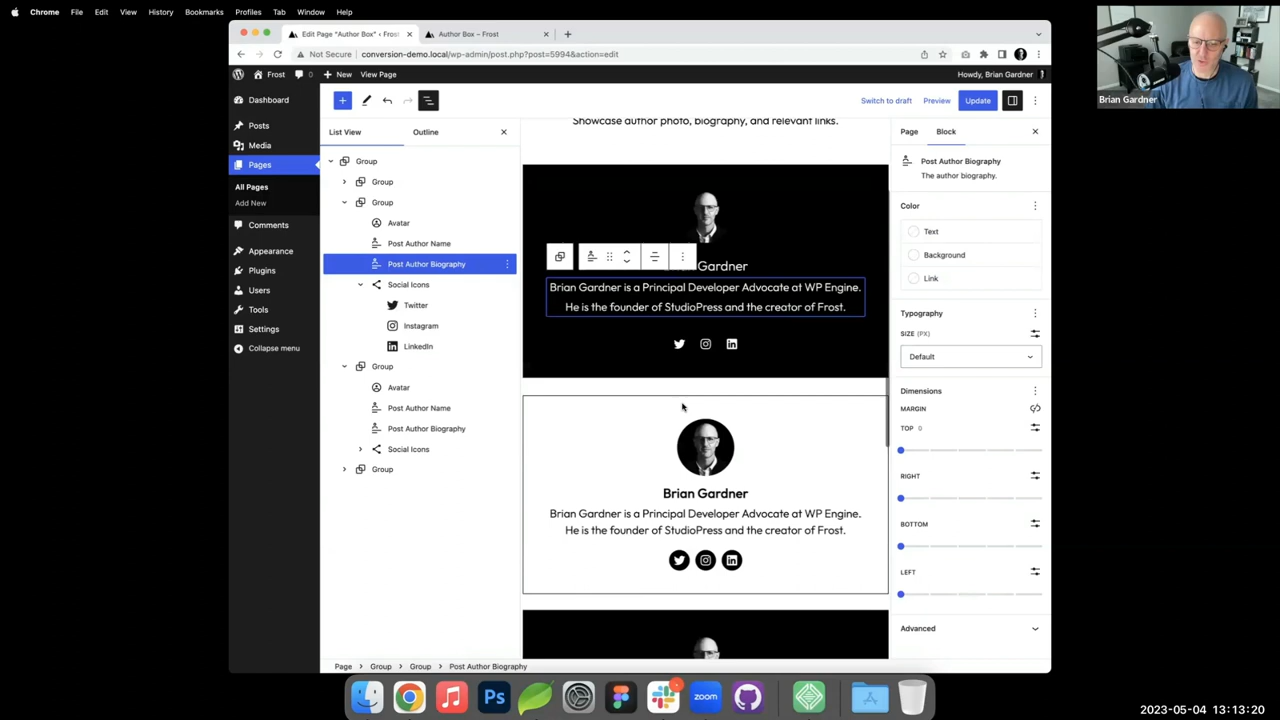 Chrome File Edit View History Bookmarks Profiles Tab Window Help
Edit Page "Author Box" ‹ Frost
Author Box – Frost
Not Secure conversion-demo.local/wp-admin/post.php?post=5994&action=edit
Frost 0 New View Page Howdy, Brian Gardner
Dashboard
Posts
Media
Pages
All Pages
Add New
Comments
Appearance
Plugins
Users
Tools
Settings
Collapse menu
Switch to draft Preview Update
List View Outline
Group
Group
Group
Avatar
Post Author Name
Post Author Biography
Social Icons
Twitter
Instagram
LinkedIn
Group
Avatar
Post Author Name
Post Author Biography
Social Icons
Group
Showcase author photo, biography, and relevant links.
Gardner
Brian Gardner is a Principal Developer Advocate at WP Engine.
He is the founder of StudioPress and the creator of Frost.
Brian Gardner
Brian Gardner is a Principal Developer Advocate at WP Engine.
He is the founder of StudioPress and the creator of Frost.
Page Block
Post Author Biography
The author biography.
Color
Text
Background
Link
Typography
SIZE (PX)
Default
Dimensions
MARGIN
TOP 0
RIGHT
BOTTOM
LEFT
Advanced
Page Group Group Post Author Biography
Ps
zoom
Brian Gardner
2023-05-04 13:13:20